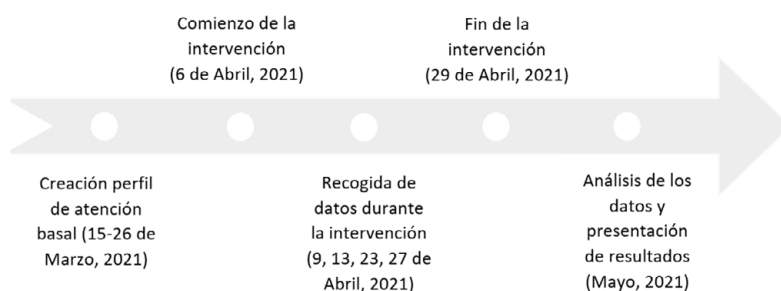 Comienzo de la
intervención
(6 de Abril, 2021)
Fin de la
intervención
(29 de Abril, 2021)
Creación perfil
de atención
basal (15-26 de
Marzo, 2021)
Recogida de
datos durante
la intervención
(9, 13, 23, 27 de
Abril, 2021)
Análisis de los
datos y
presentación
de resultados
(Mayo, 2021)